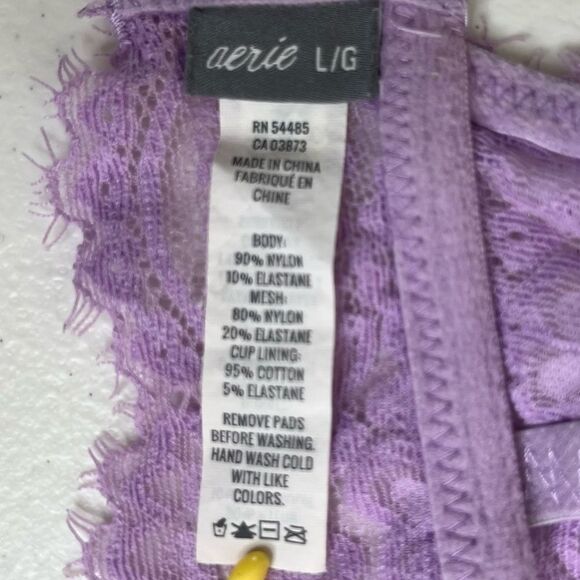 aerie L/G
RN 54485
CA 03873
MADE IN CHINA
FABRIQUÉ EN
CHINE
BODY:
90% NYLON
10% ELASTANE
MESH:
80% NYLON
20% ELASTANE
CUP LINING:
95% COTTON
5% ELASTANE
REMOVE PADS
BEFORE WASHING.
HAND WASH COLD
WITH LIKE
COLORS.